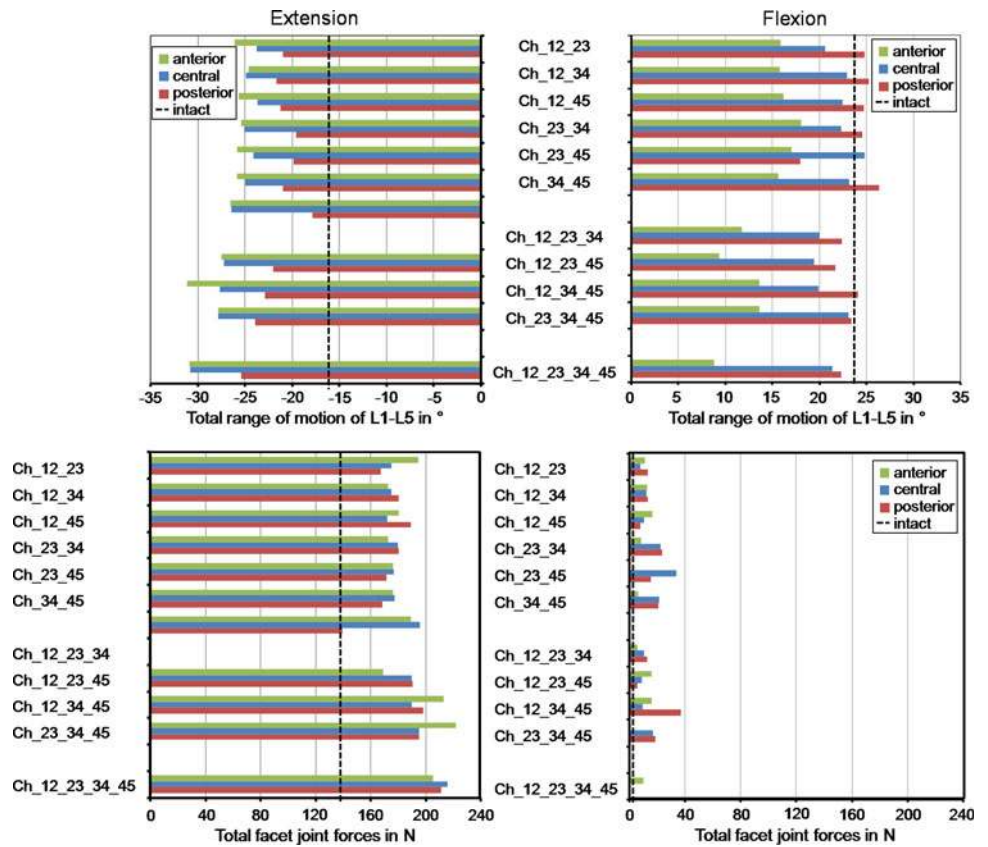 Extension
Flexion
anterior
central
posterior
intact
Ch_12_23
Ch_12_34
Ch_12_45
Ch_23_34
Ch_23_45
Ch_34_45
Ch_12_23_34
Ch_12_23_45
Ch_12_34_45
Ch_23_34_45
Ch_12_23_34_45
anterior
central
posterior
intact
-35 -30 -25 -20 -15 -10 -5 0
Total range of motion of L1-L5 in °
0 5 10 15 20 25 30 35
Total range of motion of L1-L5 in °
Ch_12_23
Ch_12_34
Ch_12_45
Ch_23_34
Ch_23_45
Ch_34_45
Ch_12_23_34
Ch_12_23_45
Ch_12_34_45
Ch_23_34_45
Ch_12_23_34_45
0 40 80 120 160 200 240
Total facet joint forces in N
Ch_12_23
Ch_12_34
Ch_12_45
Ch_23_34
Ch_23_45
Ch_34_45
Ch_12_23_34
Ch_12_23_45
Ch_12_34_45
Ch_23_34_45
Ch_12_23_34_45
anterior
central
posterior
intact
0 40 80 120 160 200 240
Total facet joint forces in N